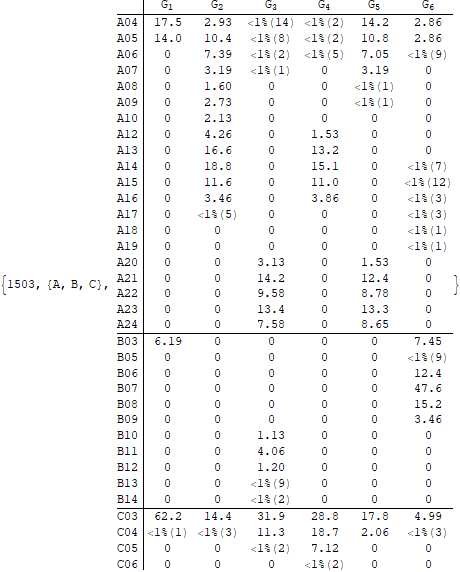 G1 G2 G3 G4 G5 G6
A04 17.5 2.93 <1%(14) <1%(2) 14.2 2.86
A05 14.0 10.4 <1%(8) <1%(2) 10.8 2.86
A06 0 7.39 <1%(2) <1%(5) 7.05 <1%(9)
A07 0 3.19 <1%(1) 0 3.19 0
A08 0 1.60 0 0 <1%(1) 0
A09 0 2.73 0 0 <1%(1) 0
A10 0 2.13 0 0 0 0
A12 0 4.26 0 1.53 0 0
A13 0 16.6 0 13.2 0 0
A14 0 18.8 0 15.1 0 <1%(7)
A15 0 11.6 0 11.0 0 <1%(12)
A16 0 3.46 0 3.86 0 <1%(3)
A17 0 <1%(5) 0 0 0 <1%(3)
A18 0 0 0 0 0 <1%(1)
A19 0 0 0 0 0 <1%(1)
A20 0 0 3.13 0 1.53 0
A21 0 0 14.2 0 12.4 0
{1503, {A, B, C}, A22 0 0 9.58 0 8.78 0 }
A23 0 0 13.4 0 13.3 0
A24 0 0 7.58 0 8.65 0
B03 6.19 0 0 0 0 7.45
B05 0 0 0 0 0 <1%(9)
B06 0 0 0 0 0 12.4
B07 0 0 0 0 0 47.6
B08 0 0 0 0 0 15.2
B09 0 0 0 0 0 3.46
B10 0 0 1.13 0 0 0
B11 0 0 4.06 0 0 0
B12 0 0 1.20 0 0 0
B13 0 0 <1%(9) 0 0 0
B14 0 0 <1%(2) 0 0 0
C03 62.2 14.4 31.9 28.8 17.8 4.99
C04 <1%(1) <1%(3) 11.3 18.7 2.06 <1%(3)
C05 0 0 <1%(2) 7.12 0 0
C06 0 0 0 <1%(2) 0 0